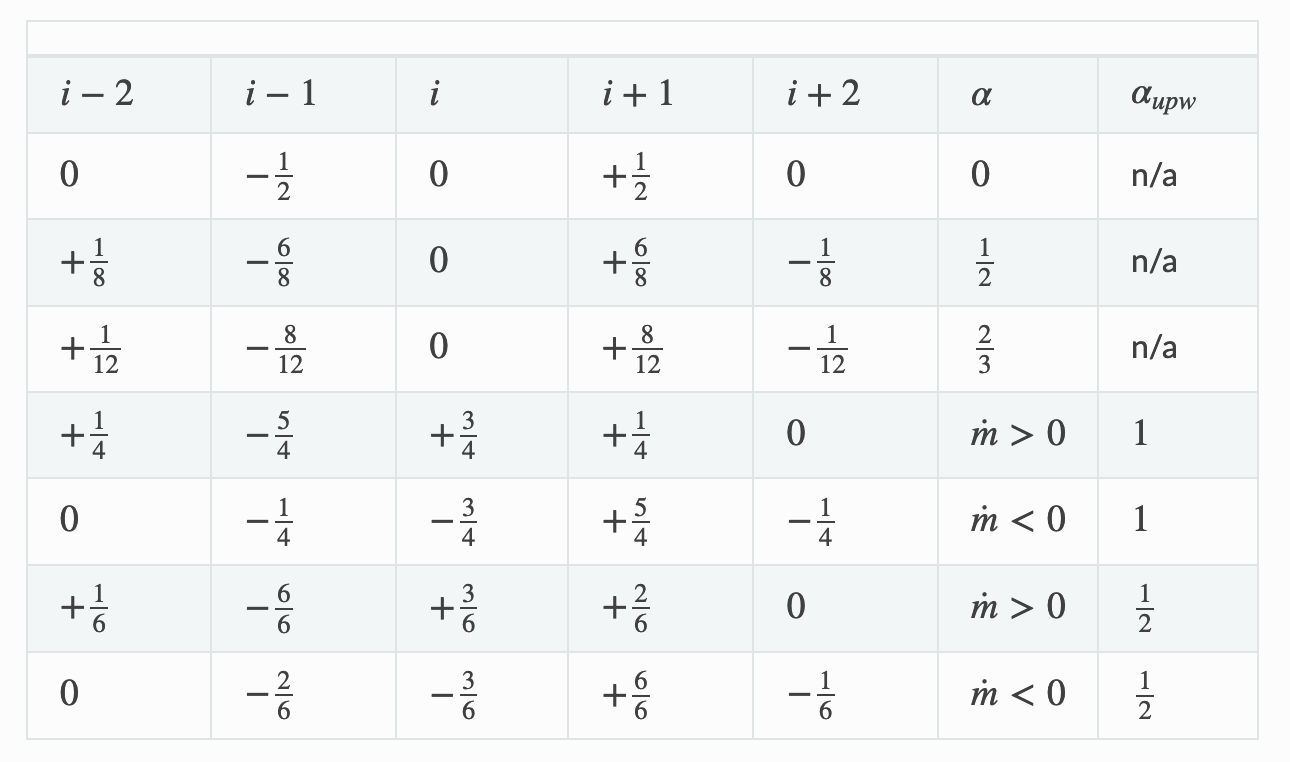 i − 2 i − 1 i i + 1 i + 2 α α_upw
0 −1/2 0 +1/2 0 0 n/a
+1/8 −6/8 0 +6/8 −1/8 1/2 n/a
+1/12 −8/12 0 +8/12 −1/12 2/3 n/a
+1/4 −5/4 +3/4 +1/4 0 ṁ > 0 1
0 −1/4 −3/4 +5/4 −1/4 ṁ < 0 1
+1/6 −6/6 +3/6 +2/6 0 ṁ > 0 1/2
0 −2/6 −3/6 +6/6 −1/6 ṁ < 0 1/2